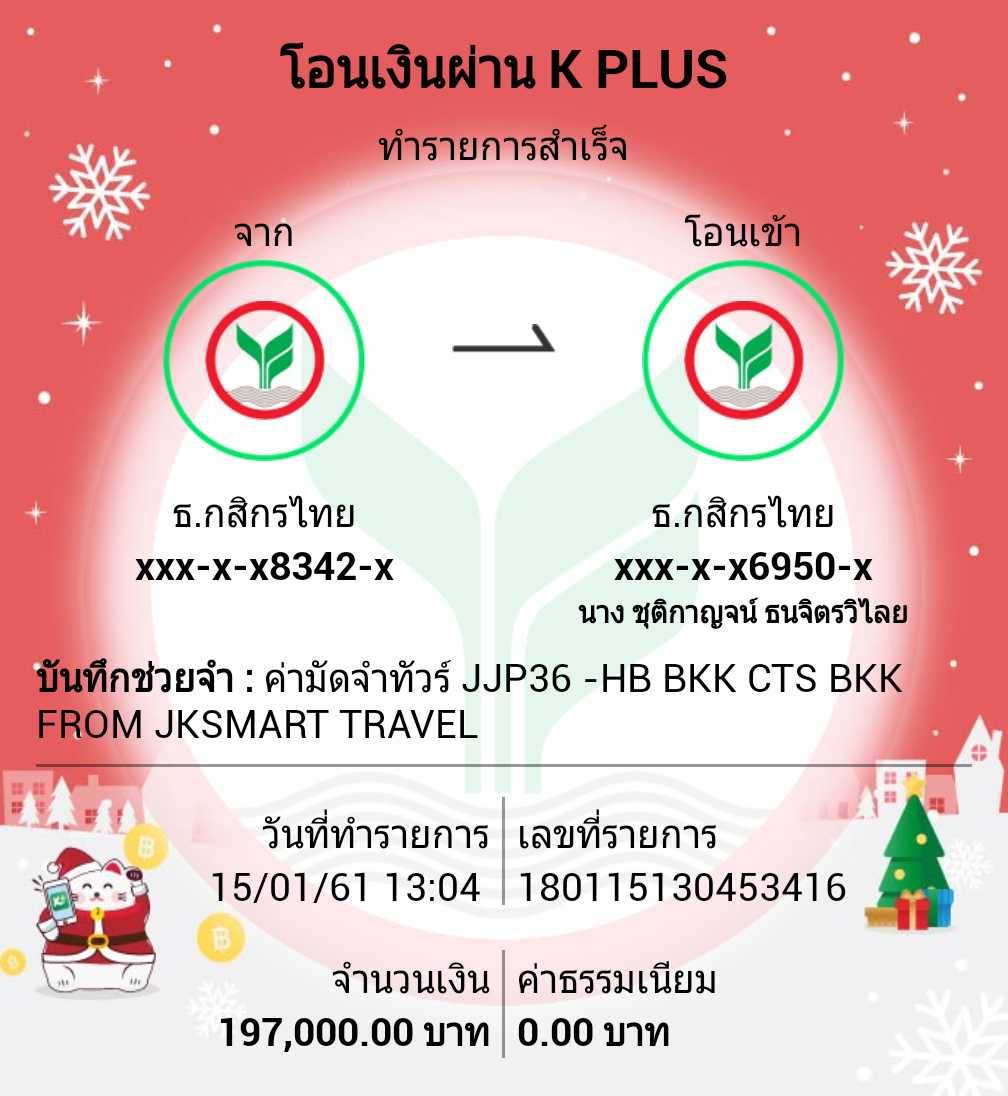 โอนเงินผ่าน K PLUS
ทำรายการสำเร็จ
จาก
โอนเข้า
ธ.กสิกรไทย
xxx-x-x8342-x
ธ.กสิกรไทย
xxx-x-x6950-x
นาง ชุติกาญจน์ ธนจิตรวิไลย
บันทึกช่วยจำ : ค่ามัดจำทัวร์ JJP36 -HB BKK CTS BKK
FROM JKSMART TRAVEL
วันที่ทำรายการ
15/01/61 13:04
เลขที่รายการ
180115130453416
จำนวนเงิน
197,000.00 บาท
ค่าธรรมเนียม
0.00 บาท